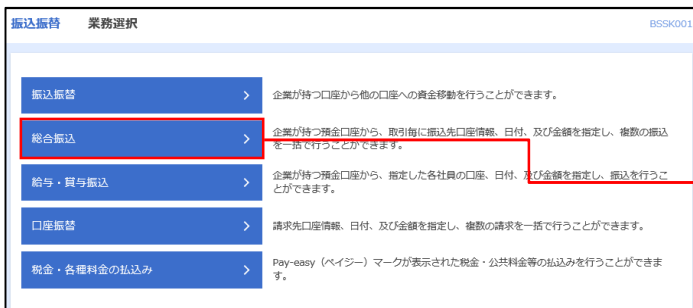 振込振替 業務選択 BSSK001
振込振替 企業が持つ口座から他の口座への資金移動を行うことができます。
総合振込 企業が持つ預金口座から、取引毎に振込先口座情報、日付、及び金額を指定し、複数の振込
を一括で行うことができます。
給与・賞与振込 企業が持つ預金口座から、指定した各社員の口座、日付、及び金額を指定し、振込を行うこ
とができます。
口座振替 請求先口座情報、日付、及び金額を指定し、複数の請求を一括で行うことができます。
税金・各種料金の払込み Pay-easy（ペイジー）マークが表示された税金・公共料金等の払込みを行うことができま
す。